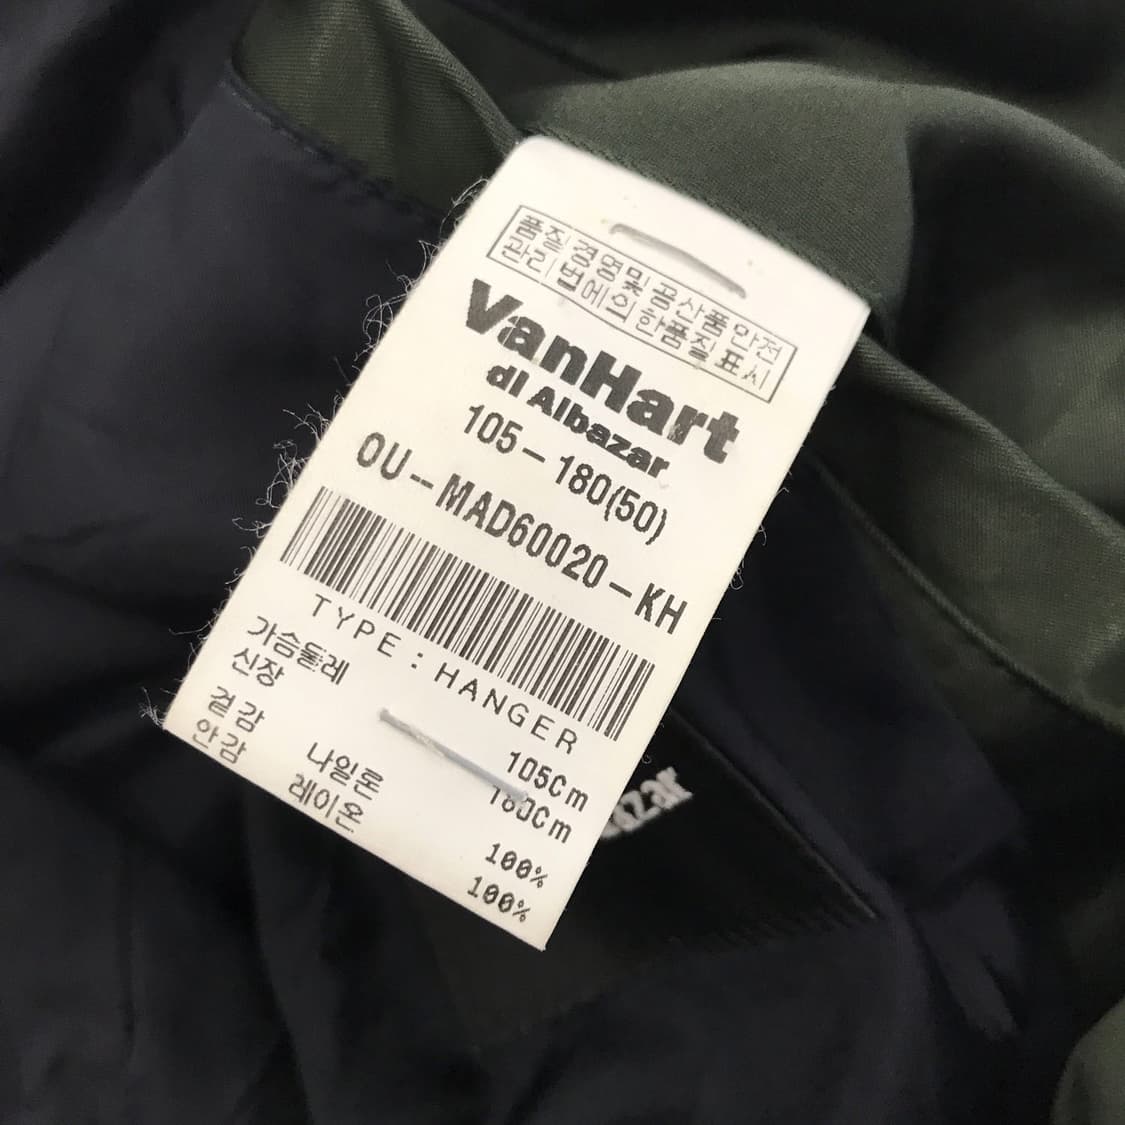 품질경영및공산품안전
관리법에의한품질표시
VanHart
dl Albazar
105-180(50)
OU--MAD60020-KH
TYPE:HANGER
가슴둘레 105Cm
신장 180Cm
겉감 나일론 100%
안감 레이온 100%